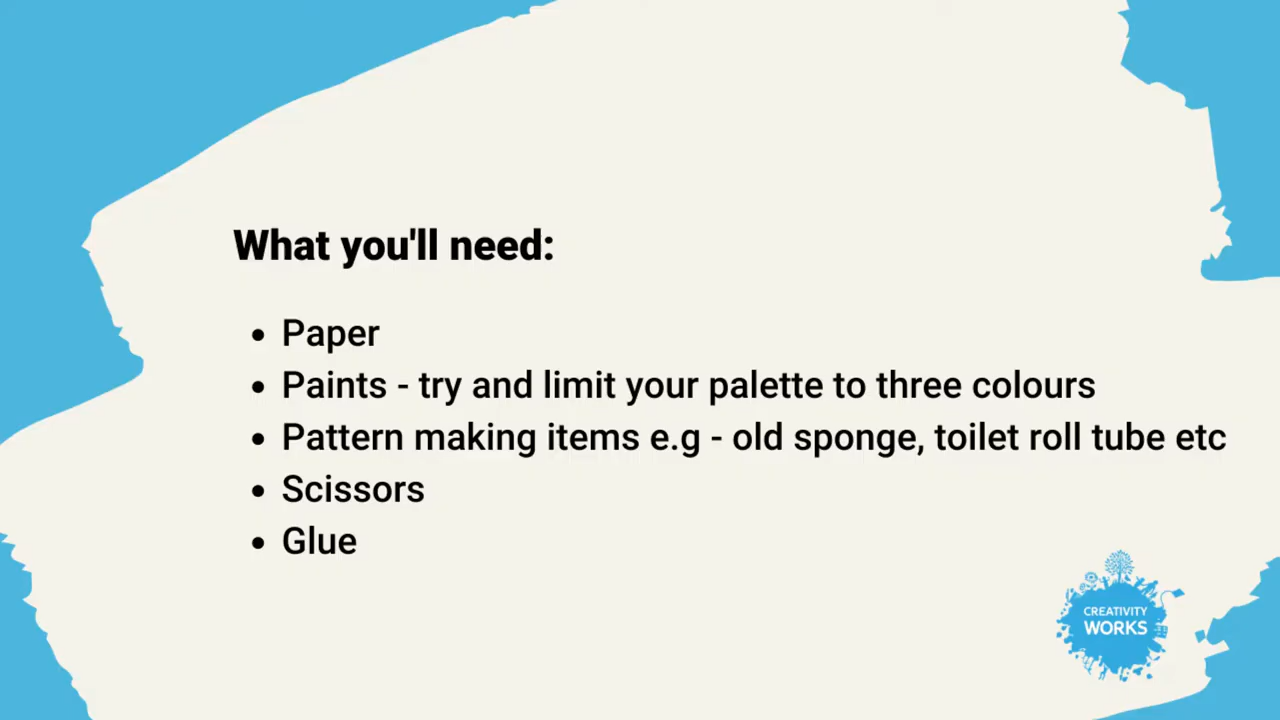 What you'll need:
• Paper
• Paints - try and limit your palette to three colours
• Pattern making items e.g - old sponge, toilet roll tube etc
• Scissors
• Glue
CREATIVITY
WORKS